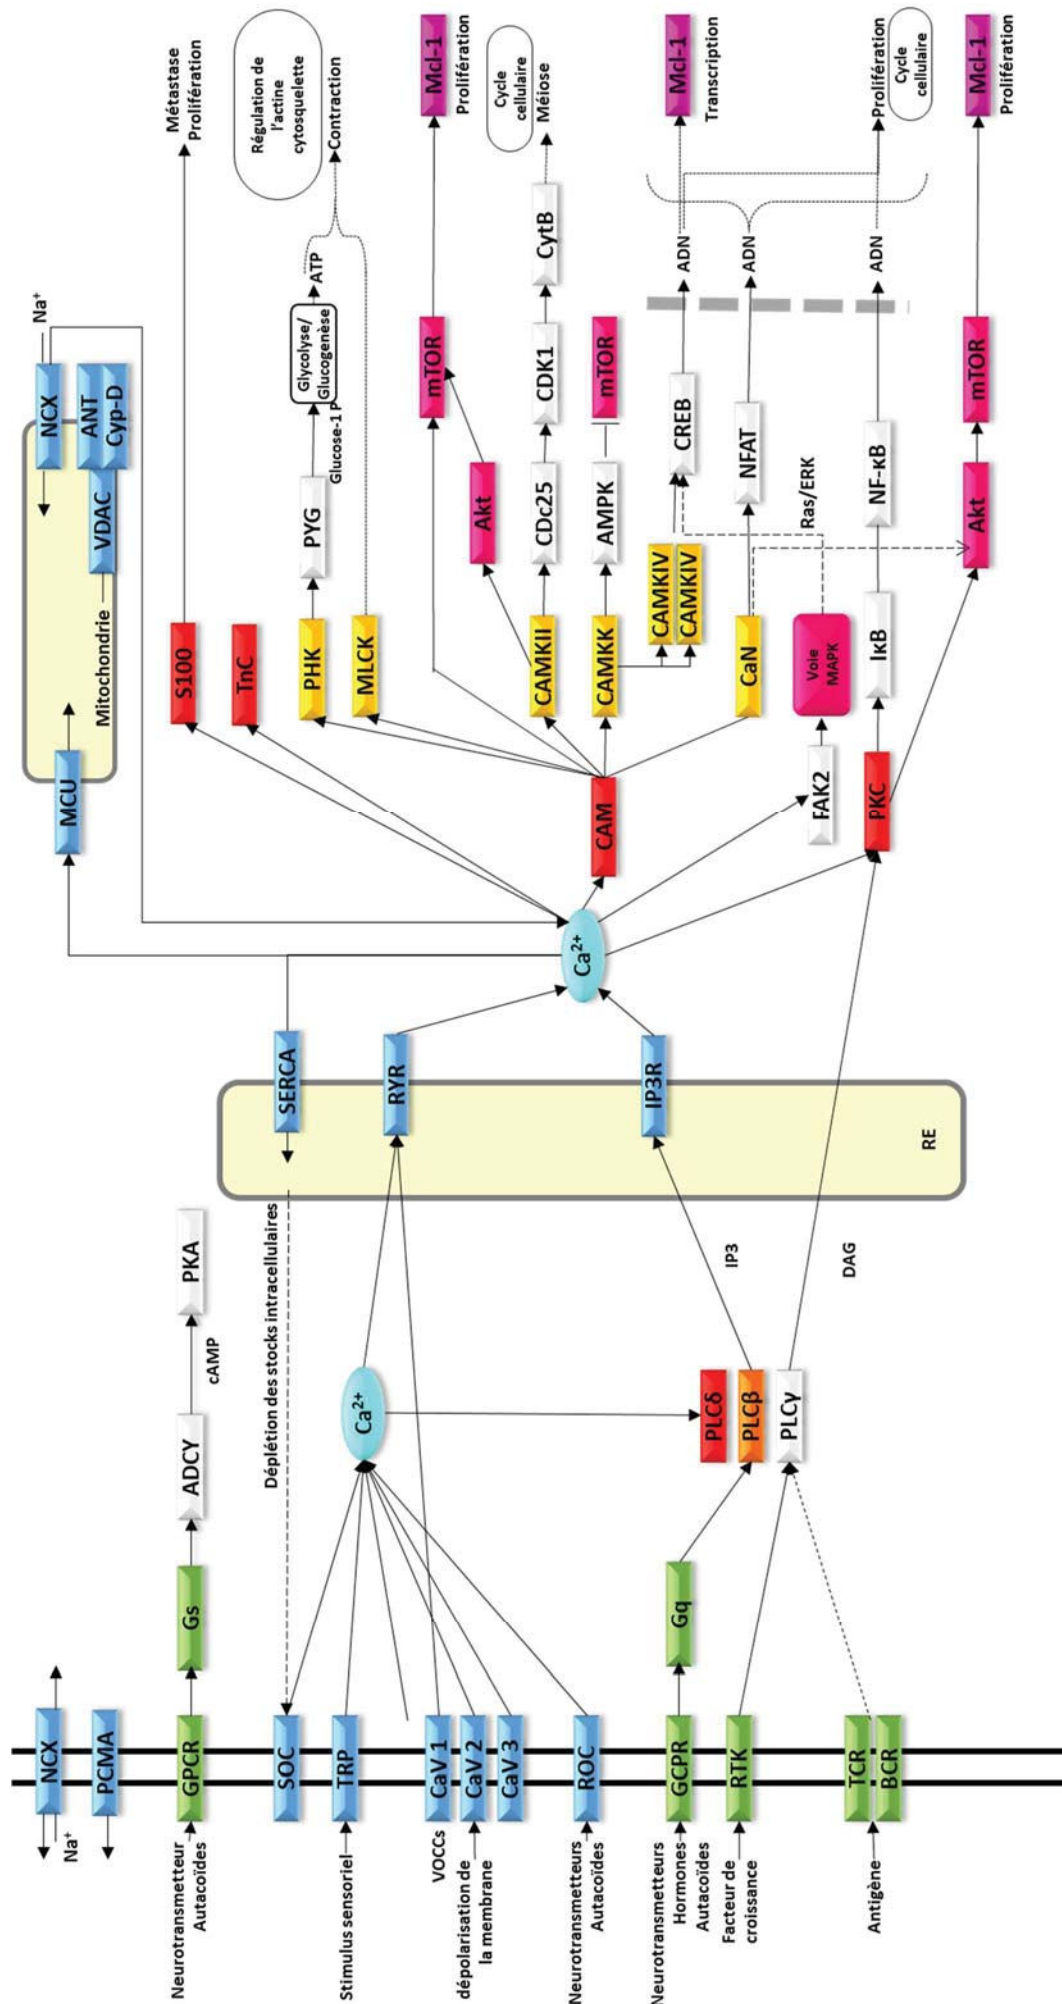 NCX
Na⁺
PCMA
Neurotransmetteur
Autacoïdes
GPCR
Gs
ADCY
cAMP
PKA
Déplétion des stocks intracellulaires
SOC
Stimulus sensoriel
TRP
Ca²⁺
VOCCs
dépolarisation de
la membrane
CaV 1
CaV 2
CaV 3
Neurotransmetteurs
Autacoïdes
ROC
Neurotransmetteurs
Hormones
Autacoïdes
GCPR
Gq
Facteur de
croissance
RTK
PLCδ
PLCβ
PLCγ
Antigène
TCR
BCR
IP3
DAG
SERCA
RYR
IP3R
RE
Ca²⁺
MCU
Mitochondrie
VDAC
ANT
Cyp-D
NCX
Na⁺
S100
Métastase
Prolifération
TnC
PHK
PYG
Glucose-1 P
Glycolyse/
Glucogenèse
ATP
MLCK
Régulation de
l'actine
cytosquelette
Contraction
CAM
Akt
mTOR
Mcl-1
Prolifération
CAMKII
CDc25
CDK1
CytB
Cycle
cellulaire
Méiose
CAMKK
AMPK
mTOR
CAMKIV
CAMKIV
CREB
ADN
Mcl-1
Transcription
CaN
NFAT
ADN
FAK2
Voie
MAPK
Ras/ERK
PKC
IκB
NF-κB
ADN
Prolifération
Cycle
cellulaire
Akt
mTOR
Mcl-1
Prolifération